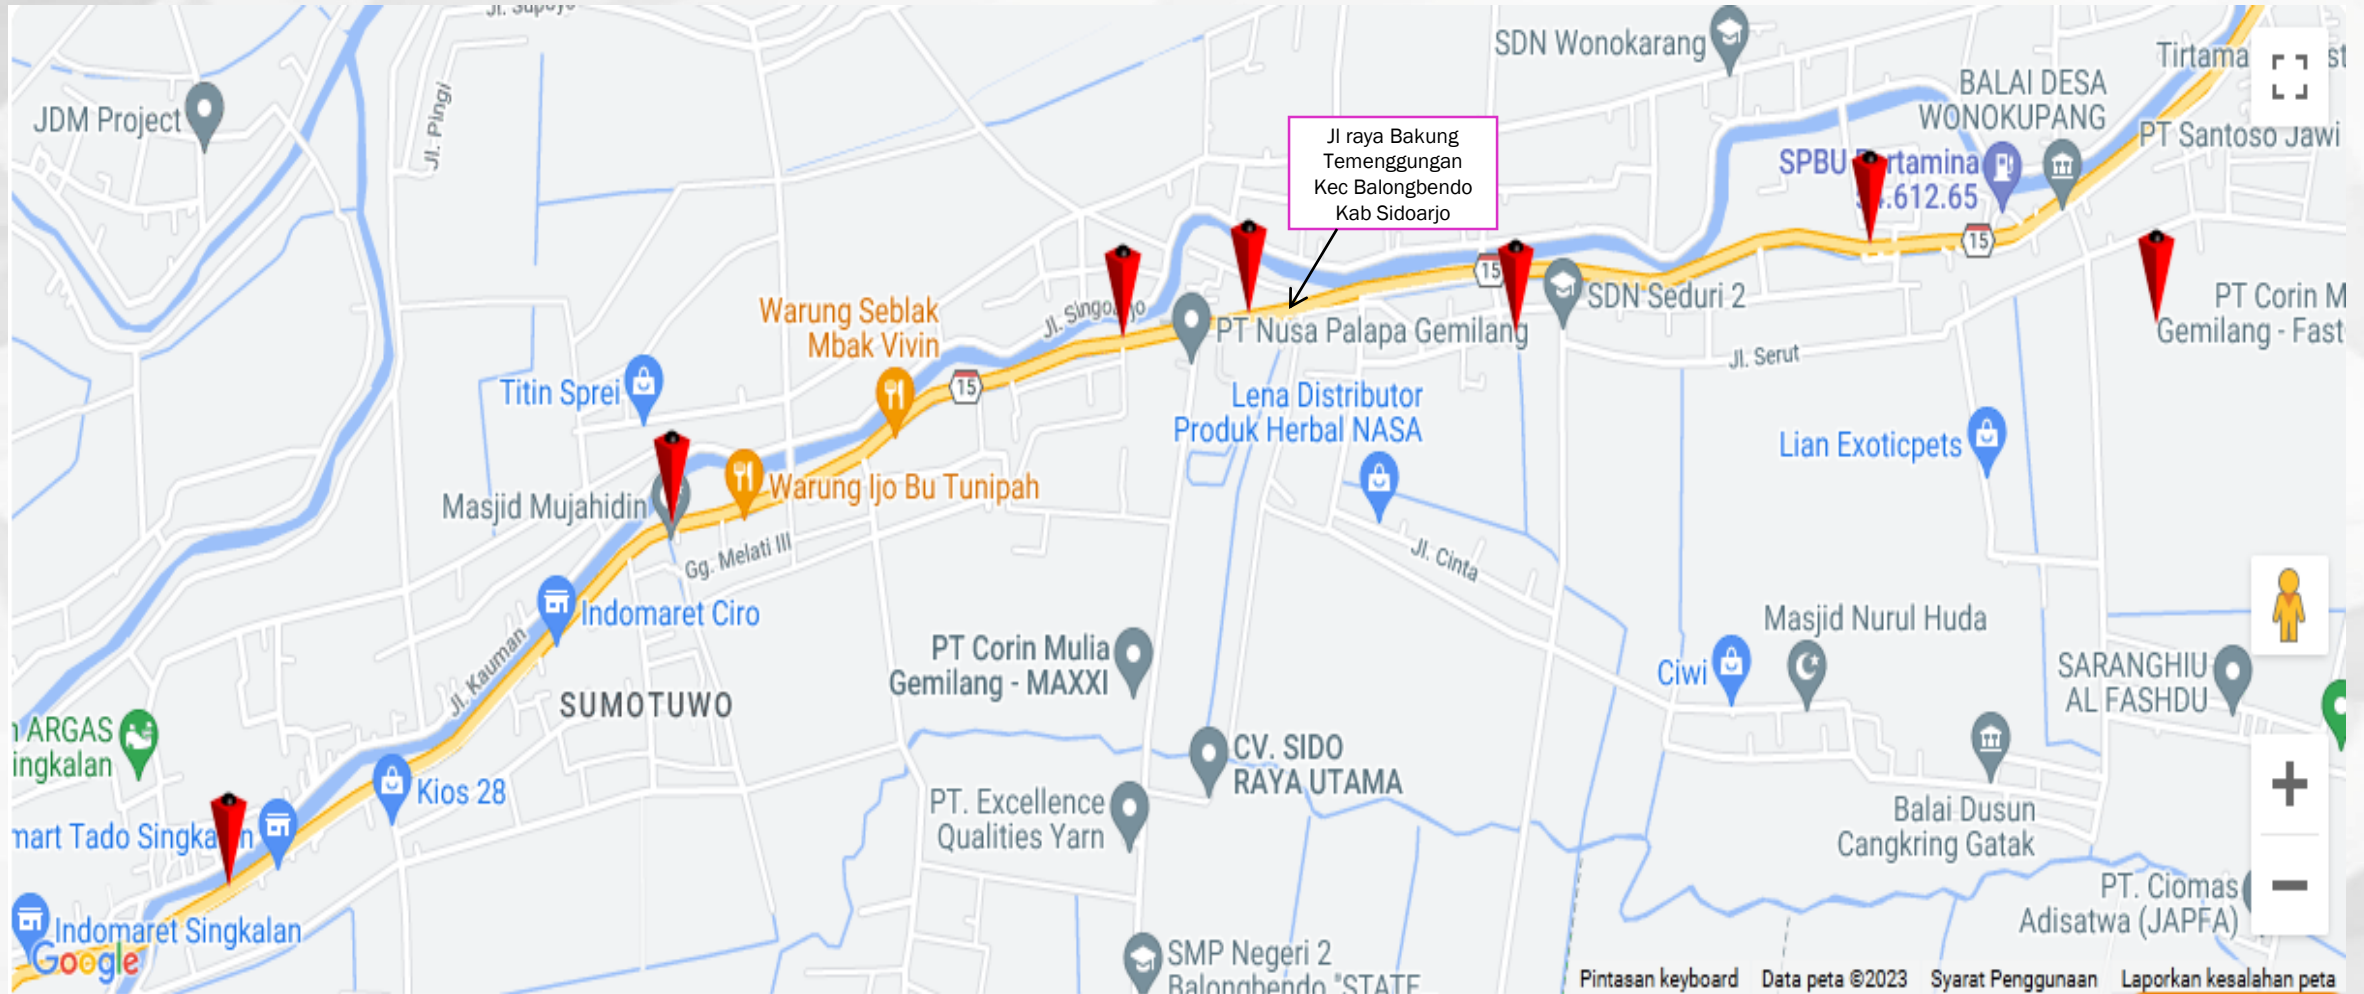 Jl. Supoyo
SDN Wonokarang
Tirtama
st
BALAI DESA
WONOKUPANG
JDM Project
Jl. Pingi
PT Santoso Jawi
Jl raya Bakung
Temenggungan
Kec Balongbendo
Kab Sidoarjo
SPBU Pertamina
54.612.65
15
15
PT Corin M
Gemilang - Fast
SDN Seduri 2
Jl. Singo
jo
Warung Seblak
Mbak Vivin
PT Nusa Palapa Gemilang
Jl. Serut
Titin Sprei
15
Lena Distributor
Produk Herbal NASA
Lian Exoticpets
Masjid Mujahidin
Warung Ijo Bu Tunipah
Gg. Melati III
Jl. Cinta
Indomaret Ciro
Masjid Nurul Huda
Jl. Kauman
PT Corin Mulia
Gemilang - MAXXI
Ciwi
SARANGHIU
AL FASHDU
SUMOTUWO
ARGAS
ingkalan
CV. SIDO
RAYA UTAMA
Kios 28
PT. Excellence
Qualities Yarn
Balai Dusun
Cangkring Gatak
mart Tado Singkalan
PT. Ciomas
Adisatwa (JAPFA)
Indomaret Singkalan
Google
SMP Negeri 2
Balongbendo "STATE
Pintasan keyboard
Data peta ©2023
Syarat Penggunaan
Laporkan kesalahan peta